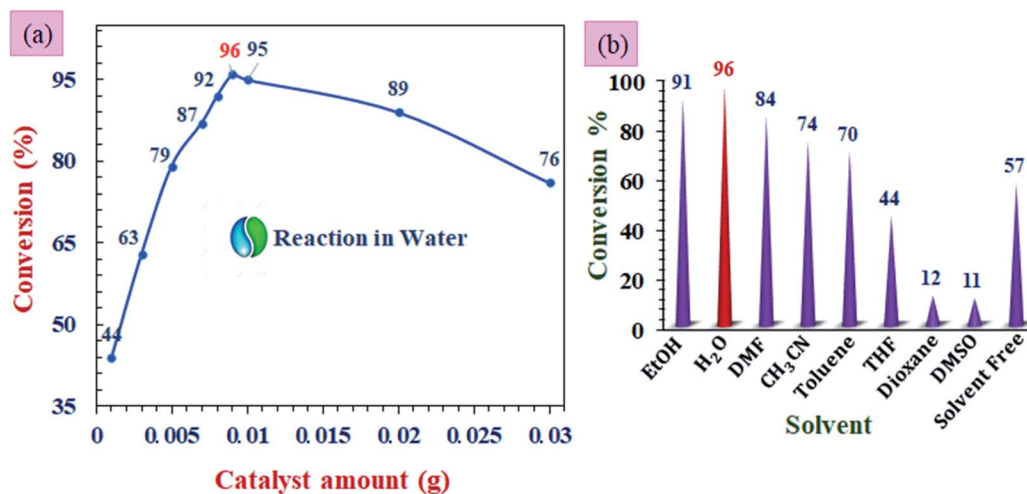 (a)
Conversion (%)
95
80
65
50
35
44
63
79
87
92
96
95
89
76
Reaction in Water
0 0.005 0.01 0.015 0.02 0.025 0.03
Catalyst amount (g)
(b)
Conversion %
100
80
60
40
20
0
91
96
84
74
70
44
12
11
57
EtOH
H₂O
DMF
CH₃CN
Toluene
THF
Dioxane
DMSO
Solvent Free
Solvent